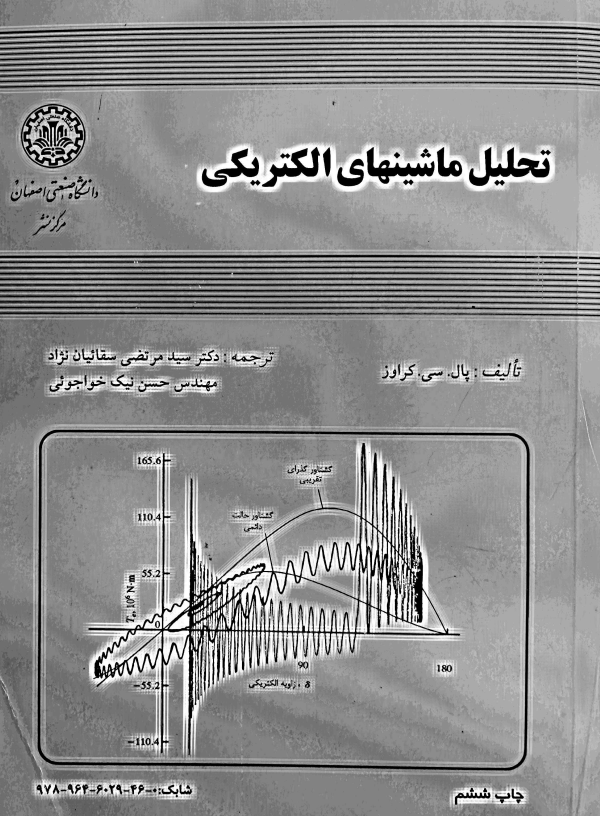 تحلیل ماشینهای الکتریکی
دانشگاه صنعتی اصفهان
مرکز نشر
تألیف : پال. سی. کراوز
ترجمه : دکتر سید مرتضی سقائیان نژاد
مهندس حسن نیک خواجوئی
165.6
گشتاور گذرای
تقریبی
110.4
گشتاور حالت
دائمی
55.2
Te, 10⁶ N·m
0
90
180
δ ، زاویه الکتریکی
−55.2
−110.4
چاپ ششم
شابک: ۰-۴۶-۶۰۲۹-۹۶۴-۹۷۸